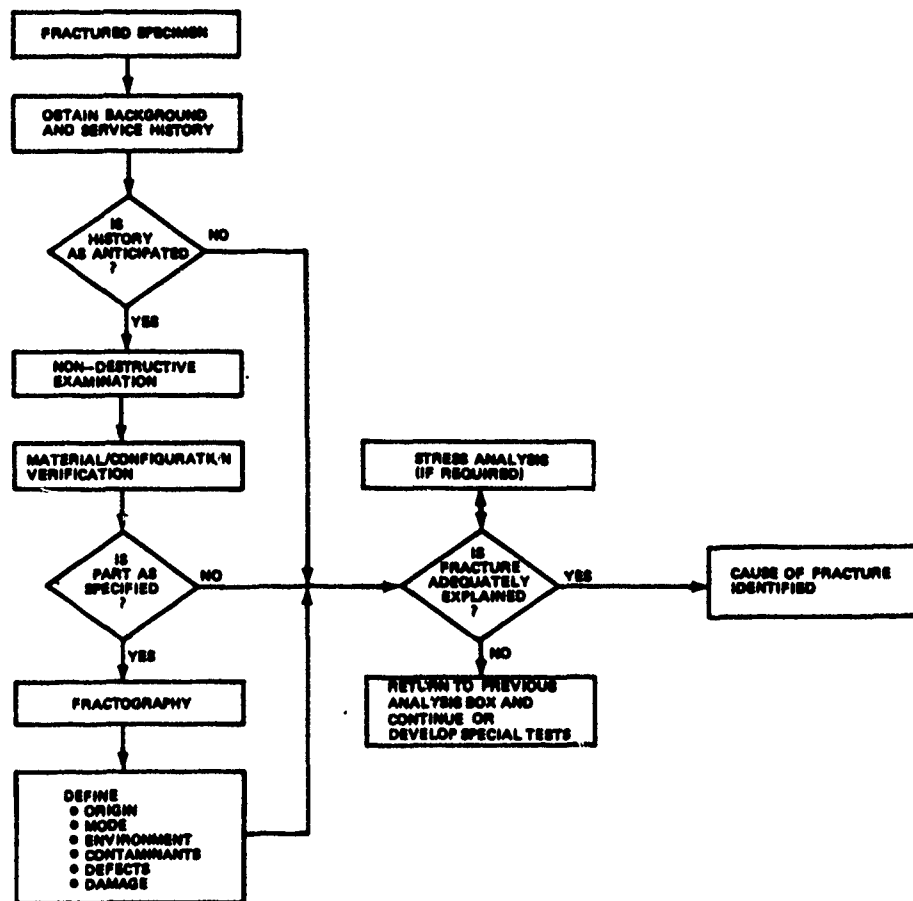 FRACTURED SPECIMEN
OBTAIN BACKGROUND
AND SERVICE HISTORY
IS
HISTORY
AS ANTICIPATED
?
NO
YES
NON-DESTRUCTIVE
EXAMINATION
MATERIAL/CONFIGURATION
VERIFICATION
IS
PART AS
SPECIFIED
?
NO
YES
FRACTOGRAPHY
DEFINE
• ORIGIN
• MODE
• ENVIRONMENT
• CONTAMINANTS
• DEFECTS
• DAMAGE
STRESS ANALYSIS
(IF REQUIRED)
IS
FRACTURE
ADEQUATELY
EXPLAINED
?
YES
NO
RETURN TO PREVIOUS
ANALYSIS BOX AND
CONTINUE OR
DEVELOP SPECIAL TESTS
CAUSE OF FRACTURE
IDENTIFIED